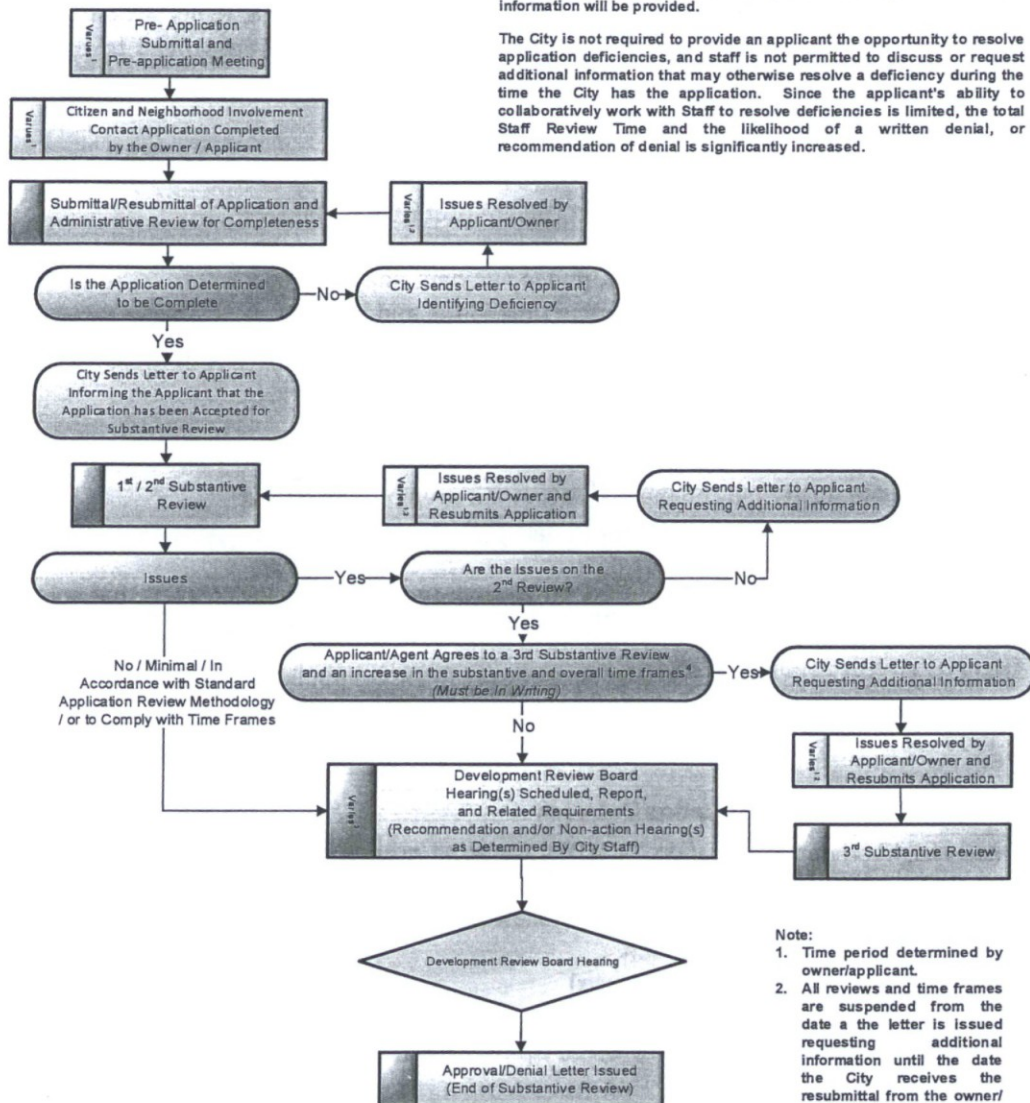 information will be provided.
The City is not required to provide an applicant the opportunity to resolve
application deficiencies, and staff is not permitted to discuss or request
additional information that may otherwise resolve a deficiency during the
time the City has the application. Since the applicant's ability to
collaboratively work with Staff to resolve deficiencies is limited, the total
Staff Review Time and the likelihood of a written denial, or
recommendation of denial is significantly increased.
Varues¹
Pre- Application
Submittal and
Pre-application Meeting
Varues¹
Citizen and Neighborhood Involvement
Contact Application Completed
by the Owner / Applicant
Submittal/Resubmittal of Application and
Administrative Review for Completeness
Varies¹²
Issues Resolved by
Applicant/Owner
Is the Application Determined
to be Complete
No
City Sends Letter to Applicant
Identifying Deficiency
Yes
City Sends Letter to Applicant
Informing the Applicant that the
Application has been Accepted for
Substantive Review
1st / 2nd Substantive
Review
Varies¹²
Issues Resolved by
Applicant/Owner and
Resubmits Application
City Sends Letter to Applicant
Requesting Additional Information
Issues
Yes
Are the Issues on the
2nd Review?
No
Yes
No / Minimal / In
Accordance with Standard
Application Review Methodology
/ or to Comply with Time Frames
Applicant/Agent Agrees to a 3rd Substantive Review
and an increase in the substantive and overall time frames⁴
(Must be In Writing)
Yes
City Sends Letter to Applicant
Requesting Additional Information
No
Varies¹²
Issues Resolved by
Applicant/Owner and
Resubmits Application
Varies
Development Review Board
Hearing(s) Scheduled, Report,
and Related Requirements
(Recommendation and/or Non-action Hearing(s)
as Determined By City Staff)
3rd Substantive Review
Development Review Board Hearing
Approval/Denial Letter Issued
(End of Substantive Review)
Note:
1. Time period determined by
owner/applicant.
2. All reviews and time frames
are suspended from the
date a the letter is issued
requesting additional
information until the date
the City receives the
resubmittal from the owner/